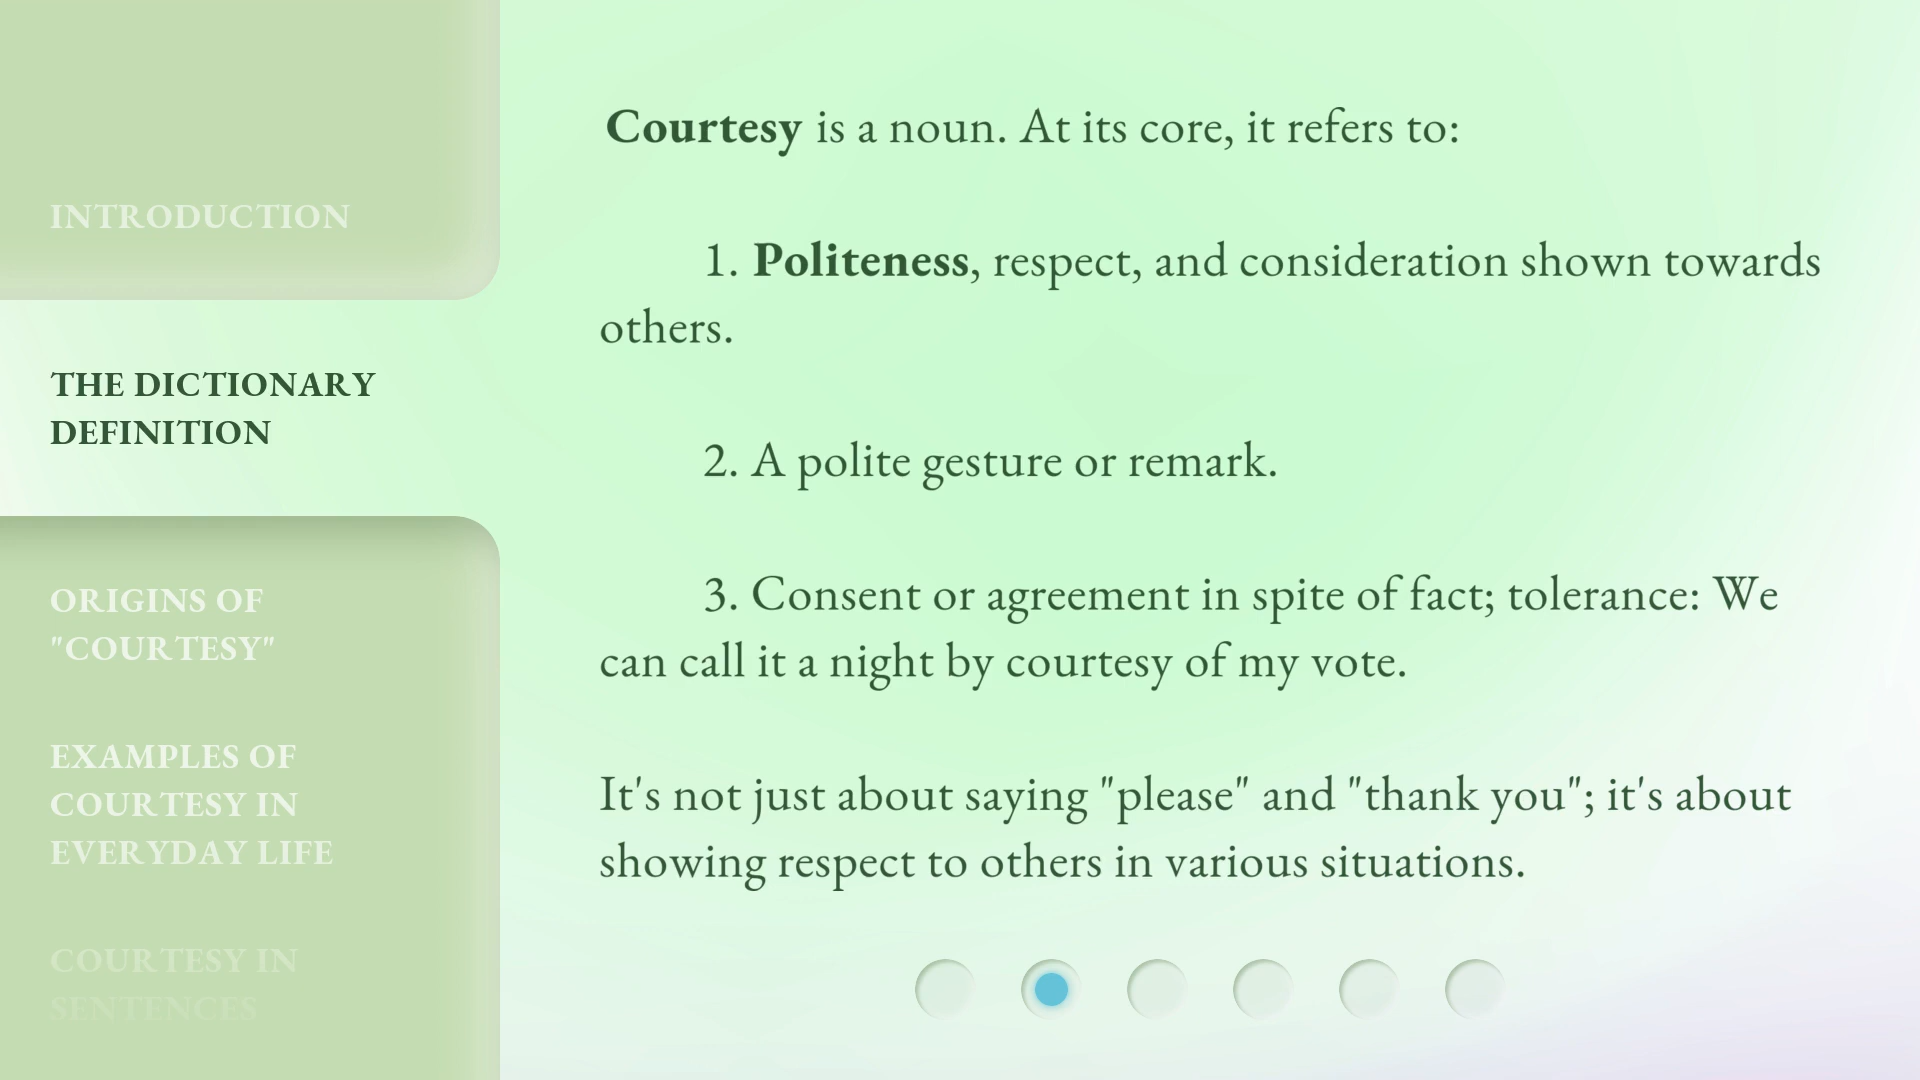 INTRODUCTION
THE DICTIONARY
DEFINITION
ORIGINS OF
"COURTESY"
EXAMPLES OF
COURTESY IN
EVERYDAY LIFE
COURTESY IN
SENTENCES
Courtesy is a noun. At its core, it refers to:
1. Politeness, respect, and consideration shown towards
others.
2. A polite gesture or remark.
3. Consent or agreement in spite of fact; tolerance: We
can call it a night by courtesy of my vote.
It's not just about saying "please" and "thank you"; it's about
showing respect to others in various situations.